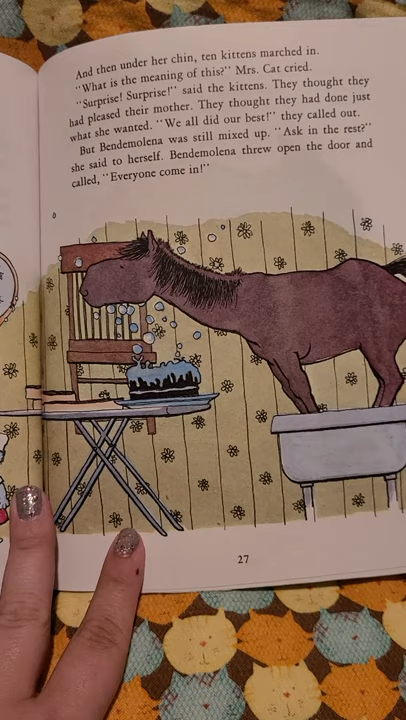 And then under her chin, ten kittens marched in.
"What is the meaning of this?" Mrs. Cat cried.
"Surprise! Surprise!" said the kittens. They thought they
had pleased their mother. They thought they had done just
what she wanted. "We all did our best!" they called out.
But Bendemolena was still mixed up. "Ask in the rest?"
she said to herself. Bendemolena threw open the door and
called, "Everyone come in!"
27